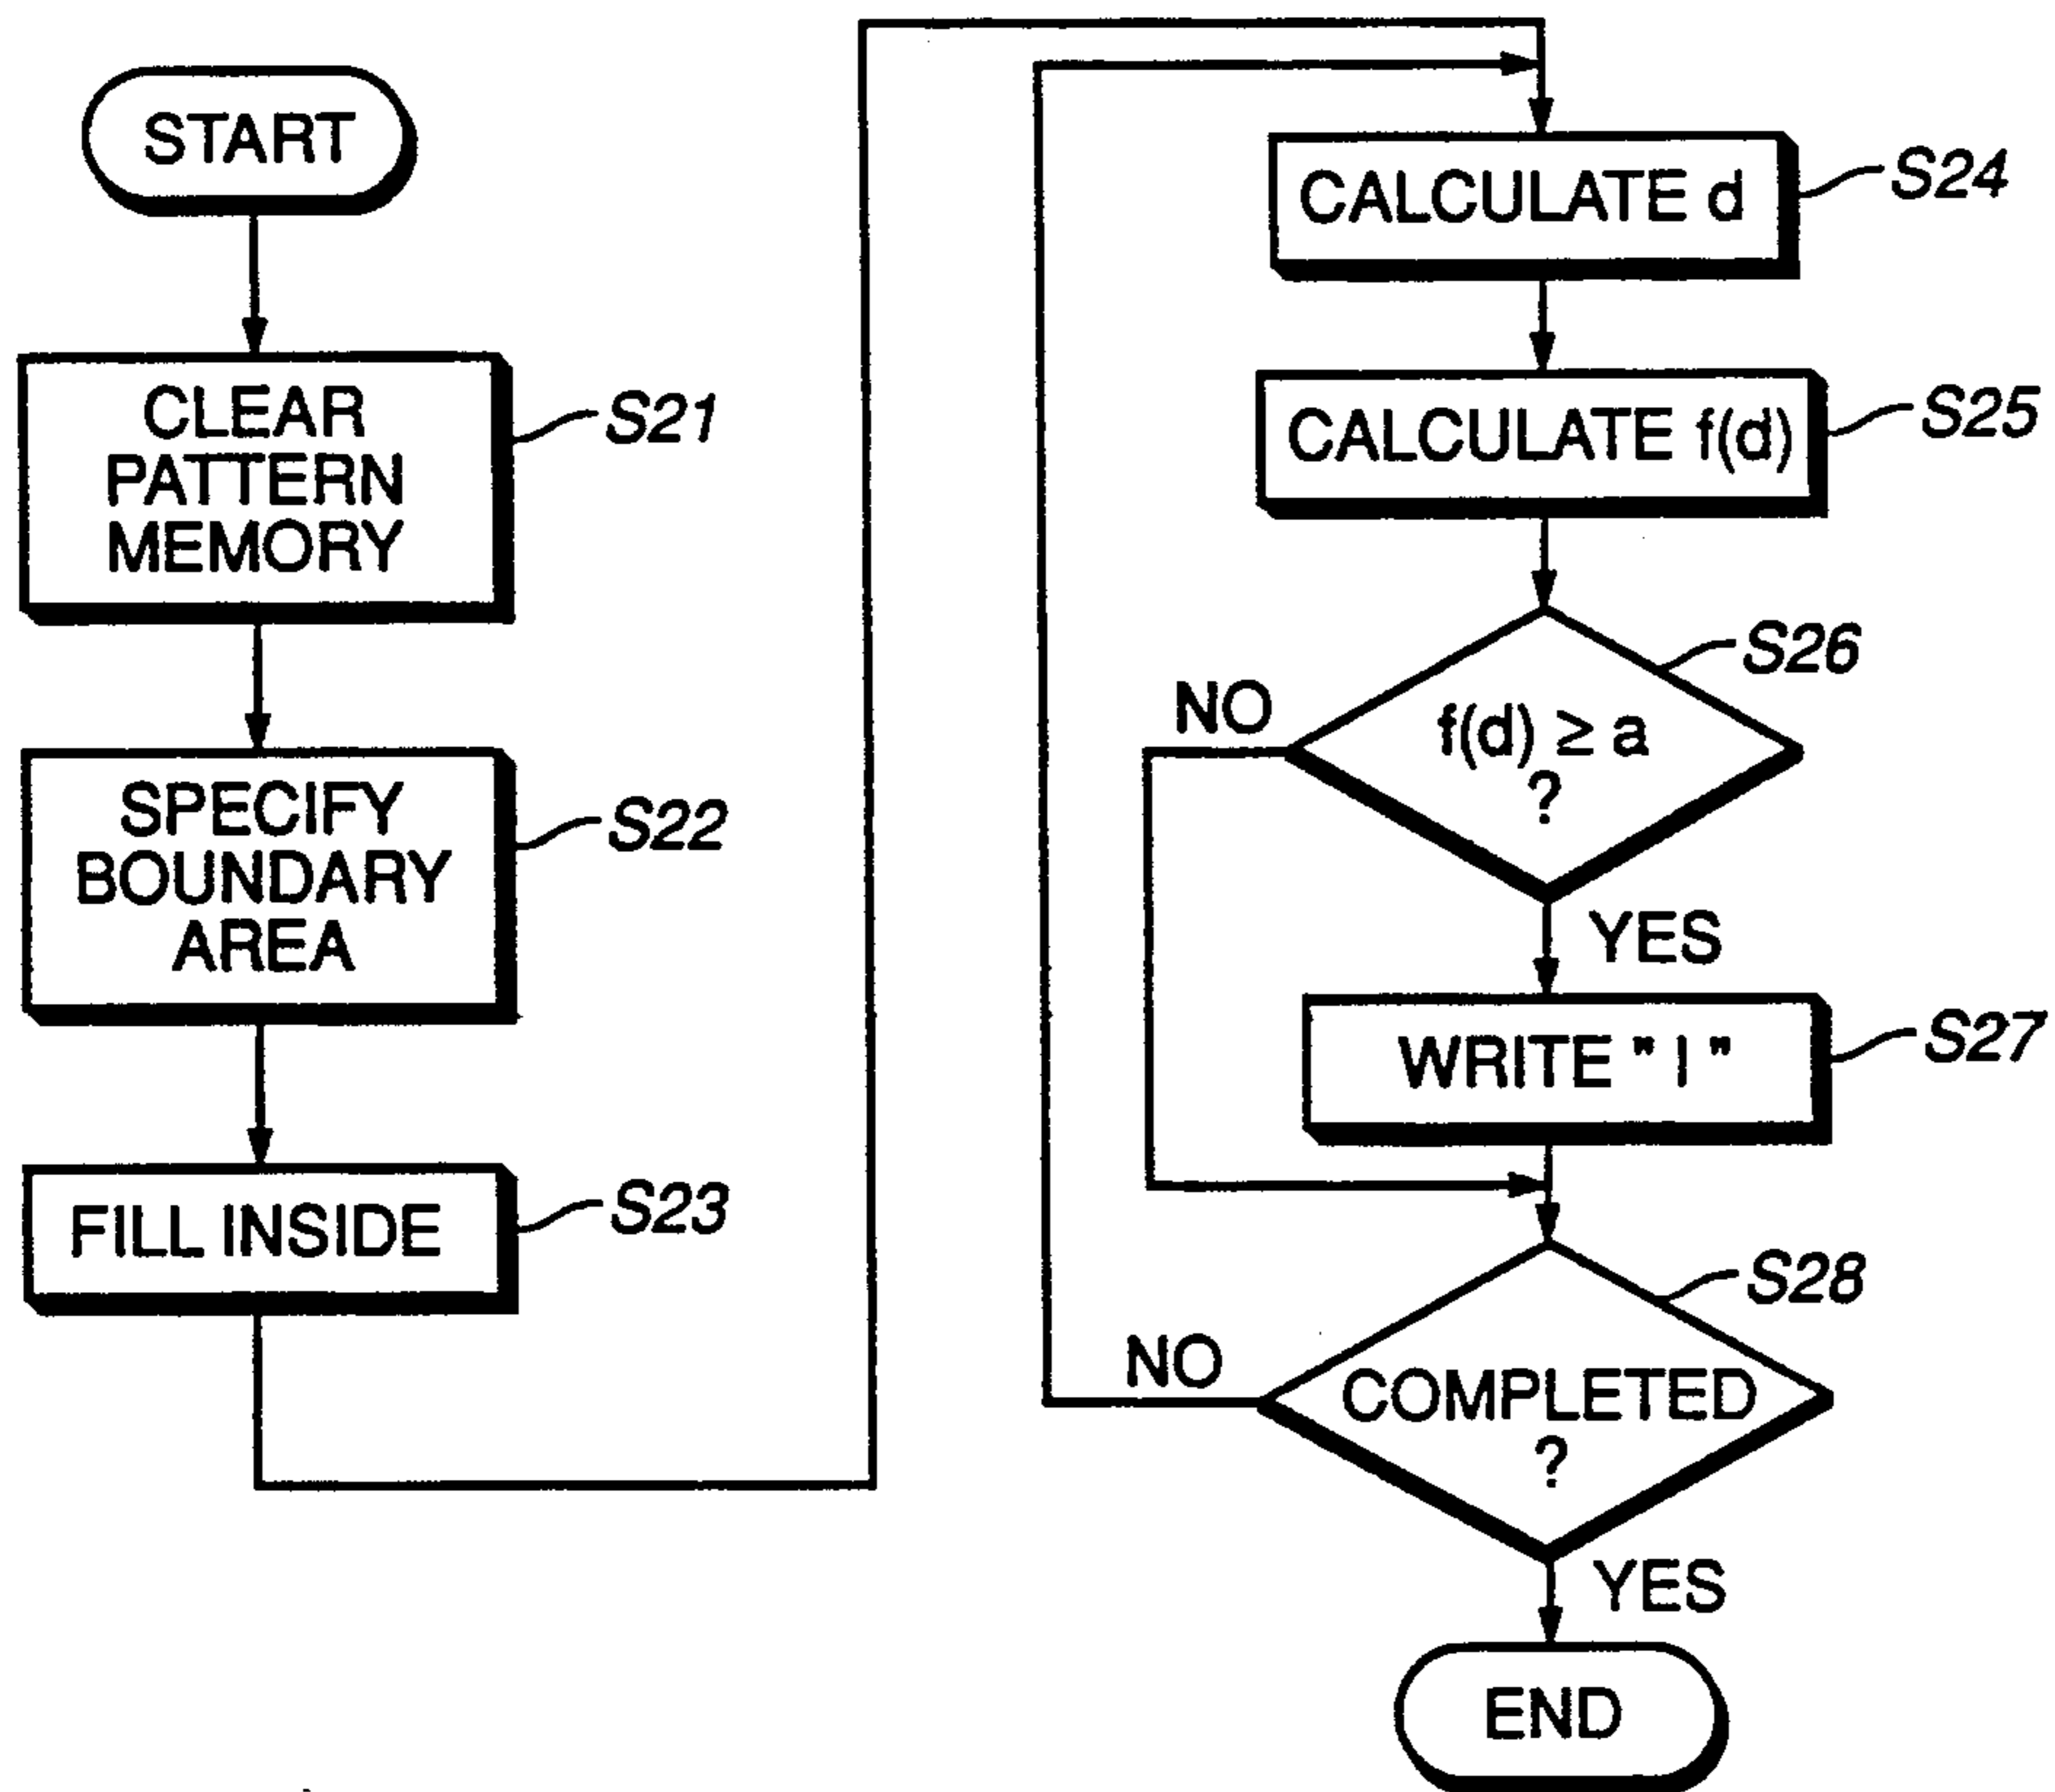 START
CLEAR
PATTERN
MEMORY
S21
SPECIFY
BOUNDARY
AREA
S22
FILL INSIDE
S23
CALCULATE d
S24
CALCULATE f(d)
S25
f(d) ≥ a
?
S26
NO
YES
WRITE "1"
S27
COMPLETED
?
S28
NO
YES
END